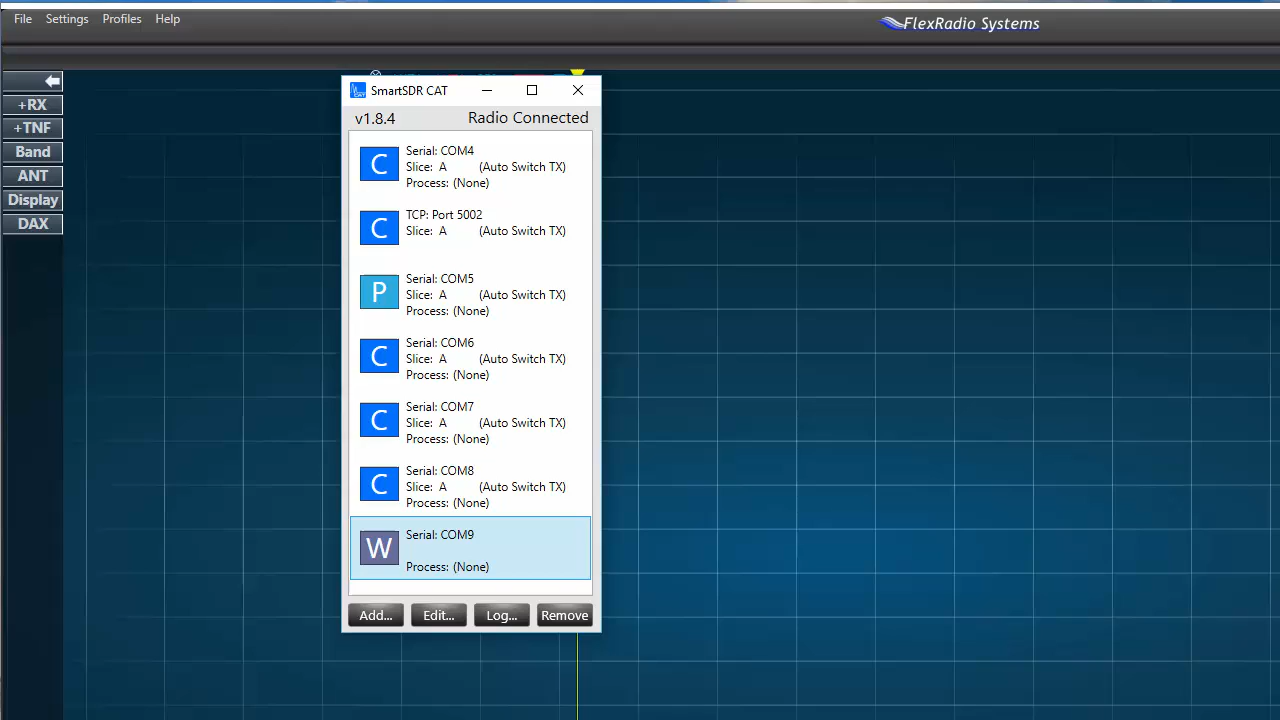 File Settings Profiles Help
FlexRadio Systems
+RX
+TNF
Band
ANT
Display
DAX
SmartSDR CAT
v1.8.4 Radio Connected
C
Serial: COM4
Slice: A (Auto Switch TX)
Process: (None)
C
TCP: Port 5002
Slice: A (Auto Switch TX)
P
Serial: COM5
Slice: A (Auto Switch TX)
Process: (None)
C
Serial: COM6
Slice: A (Auto Switch TX)
Process: (None)
C
Serial: COM7
Slice: A (Auto Switch TX)
Process: (None)
C
Serial: COM8
Slice: A (Auto Switch TX)
Process: (None)
W
Serial: COM9
Process: (None)
Add... Edit... Log... Remove